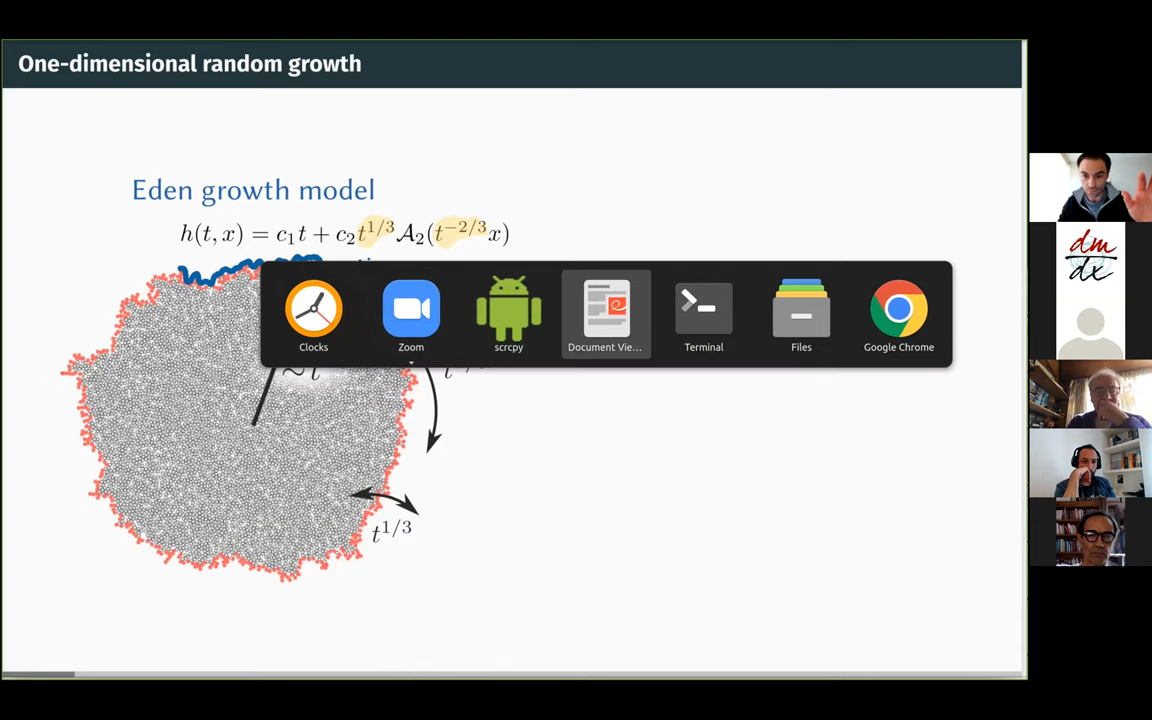 One-dimensional random growth
Eden growth model
h(t, x) = c₁t + c₂t^{1/3} 𝒜₂(t^{−2/3}x)
Clocks
Zoom
scrcpy
Document Vie...
Terminal
Files
Google Chrome
∼ t
t^{1/3}
dm
dx